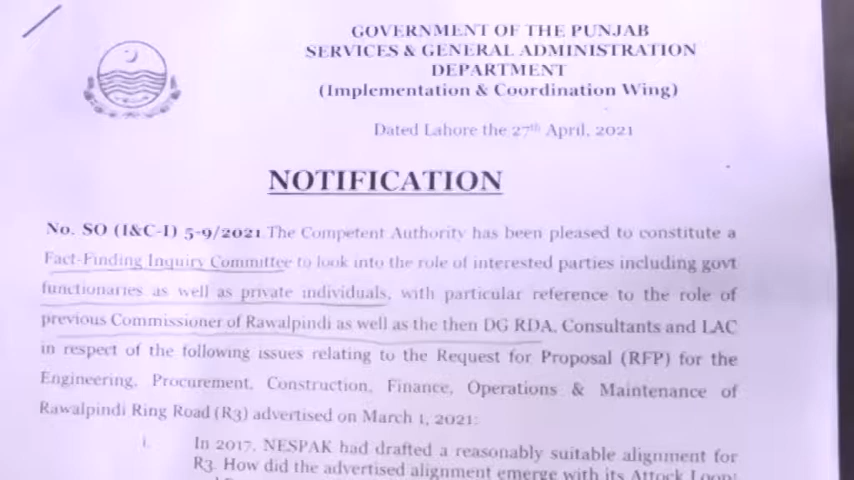 GOVERNMENT OF THE PUNJAB
SERVICES & GENERAL ADMINISTRATION
DEPARTMENT
(Implementation & Coordination Wing)
Dated Lahore the 27th April, 2021
NOTIFICATION
No. SO (I&C-I) 5-9/2021 The Competent Authority has been pleased to constitute a
Fact-Finding Inquiry Committee to look into the role of interested parties including govt
functionaries as well as private individuals, with particular reference to the role of
previous Commissioner of Rawalpindi as well as the then DG RDA, Consultants and LAC
in respect of the following issues relating to the Request for Proposal (RFP) for the
Engineering, Procurement, Construction, Finance, Operations & Maintenance of
Rawalpindi Ring Road (R3) advertised on March 1, 2021:
i. In 2017, NESPAK had drafted a reasonably suitable alignment for
R3. How did the advertised alignment emerge with its Attock Loop;